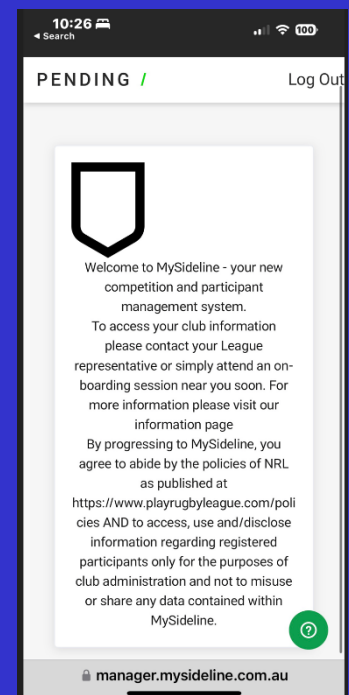 10:26
100
◀ Search
PENDING /
Log Out
Welcome to MySideline - your new
competition and participant
management system.
To access your club information
please contact your League
representative or simply attend an on-
boarding session near you soon. For
more information please visit our
information page
By progressing to MySideline, you
agree to abide by the policies of NRL
as published at
https://www.playrugbyleague.com/poli
cies AND to access, use and/disclose
information regarding registered
participants only for the purposes of
club administration and not to misuse
or share any data contained within
MySideline.
?
manager.mysideline.com.au